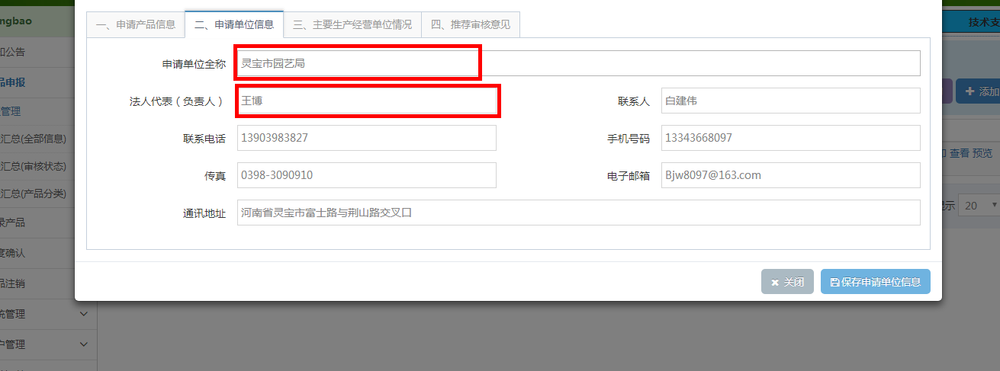 ngbao
技术支
一、申请产品信息 二、申请单位信息 三、主要生产经营单位情况 四、推荐审核意见
申请单位全称 灵宝市园艺局
法人代表（负责人） 王博 联系人 白建伟
联系电话 13903983827 手机号码 13343668097
传真 0398-3090910 电子邮箱 Bjw8097@163.com
通讯地址 河南省灵宝市富士路与荆山路交叉口
关闭 保存申请单位信息
公告
品申报
管理
汇总(全部信息)
汇总(审核状态)
汇总(产品分类)
录产品
度确认
品注销
统管理
户管理
添加
查看 预览
示 20